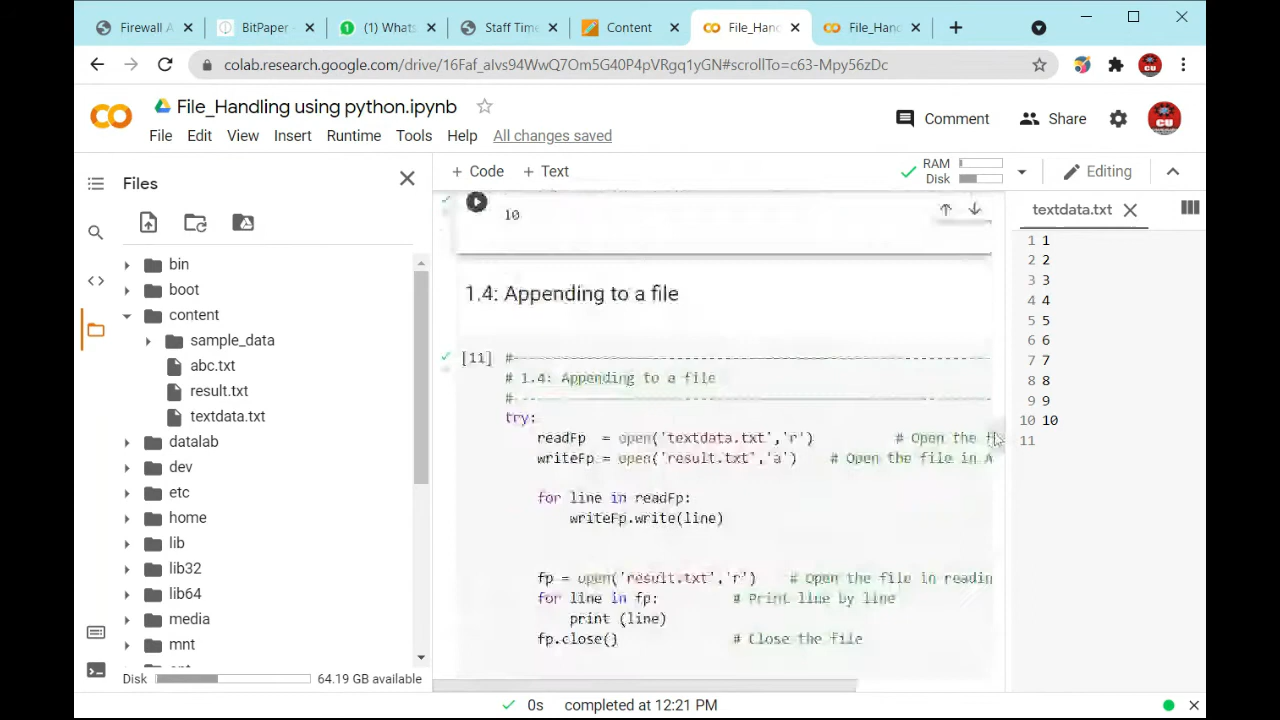 Firewall A
BitPaper
(1) Whats
Staff Time
Content
File_Hand
File_Hand
colab.research.google.com/drive/16Faf_aIvs94WwQ7Om5G40P4pVRgq1yGN#scrollTo=c63-Mpy56zDc
File_Handling using python.ipynb
File Edit View Insert Runtime Tools Help All changes saved
Comment
Share
Files
+ Code + Text
RAM
Disk
Editing
bin
boot
content
sample_data
abc.txt
result.txt
textdata.txt
datalab
dev
etc
home
lib
lib32
lib64
media
mnt
Disk 64.19 GB available
10
1.4: Appending to a file
[11] #
# 1.4: Appending to a file
#
try:
readFp = open('textdata.txt','r') # Open the
writeFp = open('result.txt','a') # Open the file in A
for line in readFp:
writeFp.write(line)
fp = open('result.txt','r') # Open the file in readin
for line in fp: # Print line by line
print (line)
fp.close() # Close the file
textdata.txt
1 1
2 2
3 3
4 4
5 5
6 6
7 7
8 8
9 9
10 10
11
0s completed at 12:21 PM